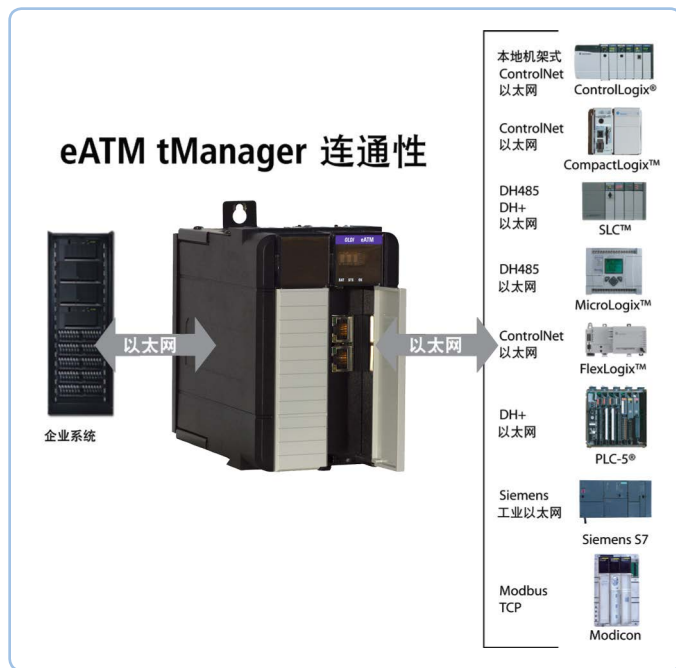 eATM tManager 连通性
企业系统
以太网
OLDI eATM
以太网
本地机架式
ControlNet
以太网
ControlLogix®
ControlNet
以太网
CompactLogix™
DH485
DH+
以太网
SLC™
DH485
以太网
MicroLogix™
ControlNet
以太网
FlexLogix™
DH+
以太网
PLC-5®
Siemens
工业以太网
Siemens S7
Modbus
TCP
Modicon